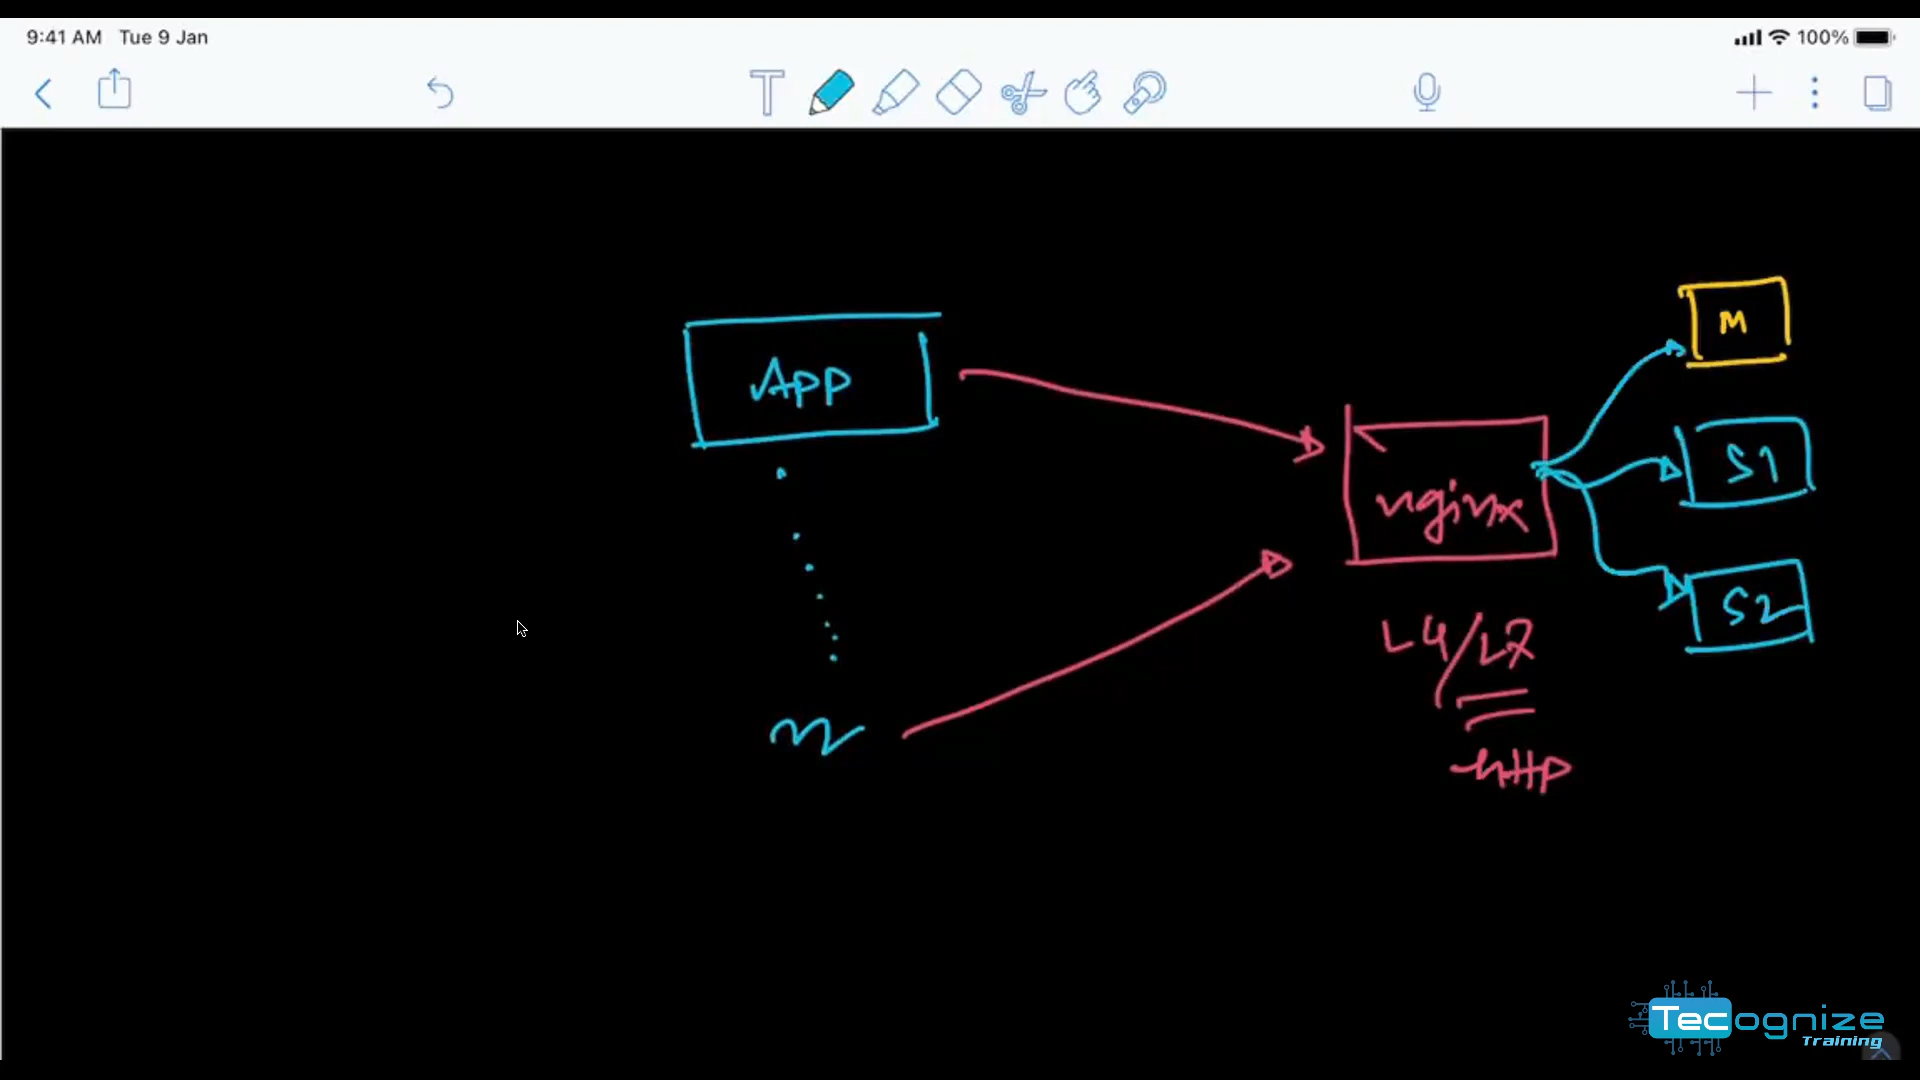 9:41 AM Tue 9 Jan
100%
T
App
n
nginx
L4/L7
http
M
S1
S2
Tecognize
Training